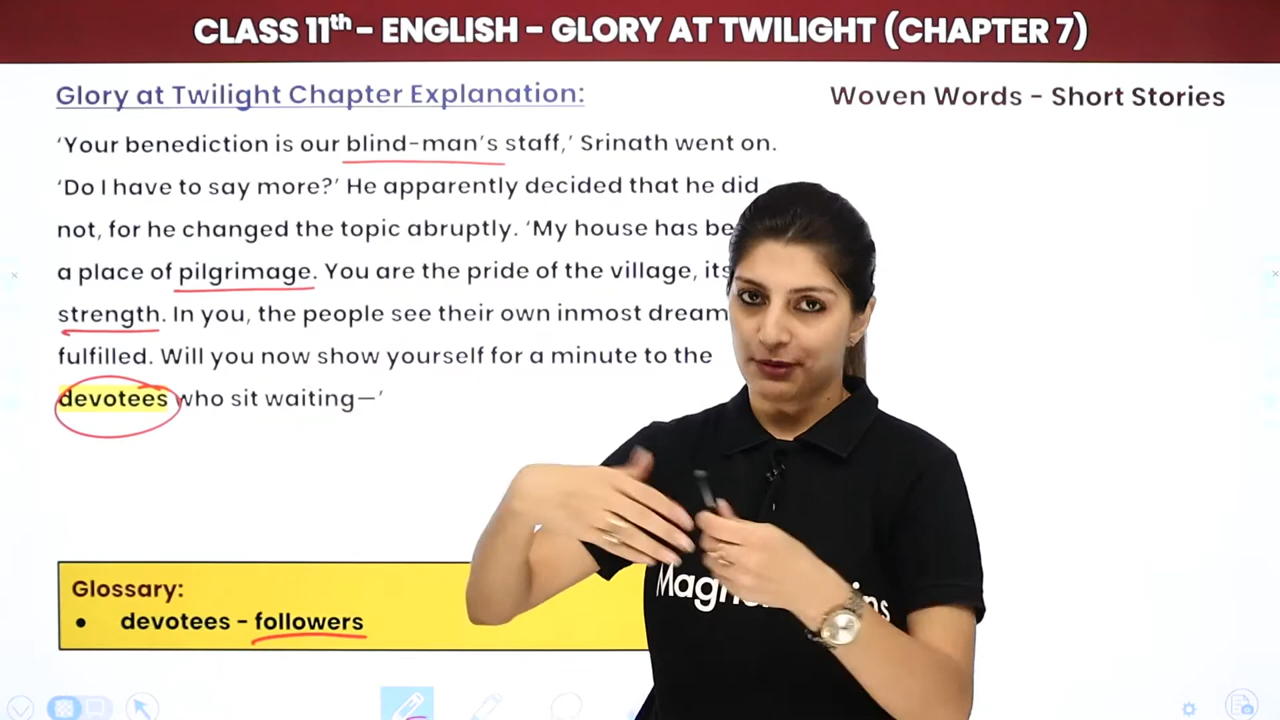 CLASS 11th - ENGLISH - GLORY AT TWILIGHT (CHAPTER 7)
Glory at Twilight Chapter Explanation:
Woven Words - Short Stories
‘Your benediction is our blind-man’s staff,’ Srinath went on.
‘Do I have to say more?’ He apparently decided that he did
not, for he changed the topic abruptly. ‘My house has
a place of pilgrimage. You are the pride of the village, its
strength. In you, the people see their own inmost dream
fulfilled. Will you now show yourself for a minute to the
devotees who sit waiting—’
Glossary:
• devotees - followers